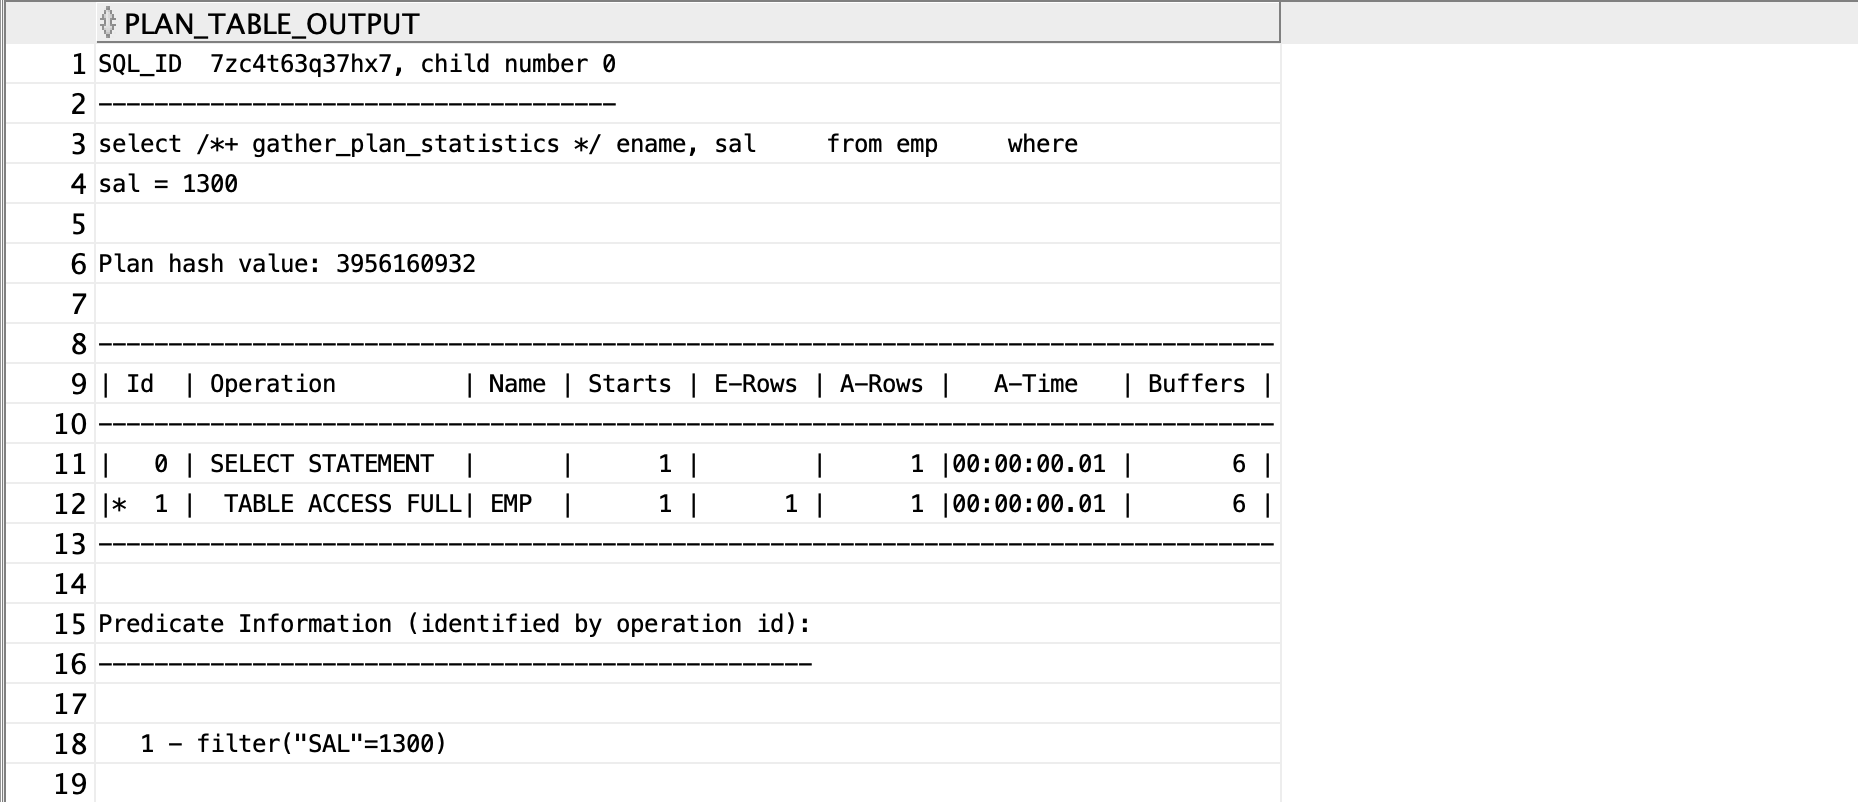 PLAN_TABLE_OUTPUT
1 SQL_ID  7zc4t63q37hx7, child number 0
2 -------------------------------------
3 select /*+ gather_plan_statistics */ ename, sal     from emp     where
4 sal = 1300
5
6 Plan hash value: 3956160932
7
8 ------------------------------------------------------------------------------------
9 | Id  | Operation         | Name | Starts | E-Rows | A-Rows |   A-Time   | Buffers |
10 ------------------------------------------------------------------------------------
11 |   0 | SELECT STATEMENT  |      |      1 |        |      1 |00:00:00.01 |       6 |
12 |*  1 |  TABLE ACCESS FULL| EMP  |      1 |      1 |      1 |00:00:00.01 |       6 |
13 ------------------------------------------------------------------------------------
14
15 Predicate Information (identified by operation id):
16 ---------------------------------------------------
17
18    1 - filter("SAL"=1300)
19